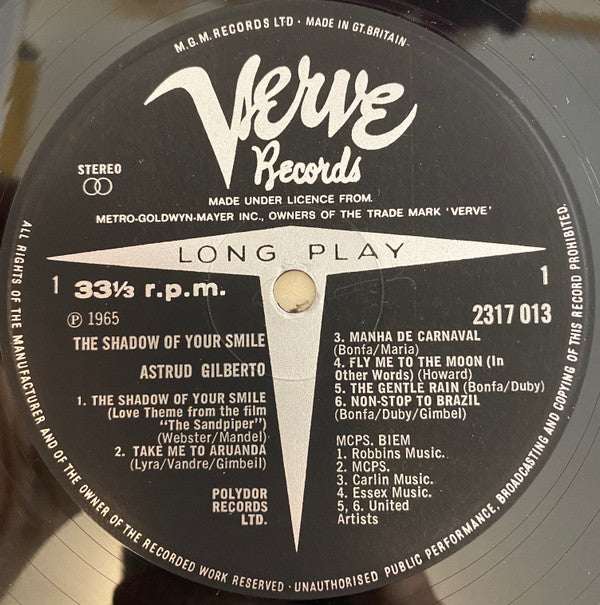 M.G.M. RECORDS LTD · MADE IN GT. BRITAIN
Verve
Records
STEREO
MADE UNDER LICENCE FROM
METRO-GOLDWYN-MAYER INC., OWNERS OF THE TRADE MARK 'VERVE'
LONG PLAY
1 33⅓ r.p.m.
℗ 1965
1
2317 013
THE SHADOW OF YOUR SMILE
ASTRUD GILBERTO
1. THE SHADOW OF YOUR SMILE
(Love Theme from the film
"The Sandpiper")
(Webster/Mandel)
2. TAKE ME TO ARUANDA
(Lyra/Vandre/Gimbeil)
POLYDOR
RECORDS
LTD.
3. MANHA DE CARNAVAL
(Bonfa/Maria)
4. FLY ME TO THE MOON (In
Other Words) (Howard)
5. THE GENTLE RAIN (Bonfa/Duby)
6. NON-STOP TO BRAZIL
(Bonfa/Duby/Gimbel)
MCPS. BIEM
1. Robbins Music.
2. MCPS.
3. Carlin Music.
4. Essex Music.
5, 6. United
Artists
ALL RIGHTS OF THE MANUFACTURER AND OF THE OWNER OF THE RECORDED WORK RESERVED · UNAUTHORISED PUBLIC PERFORMANCE, BROADCASTING AND COPYING OF THIS RECORD PROHIBITED.